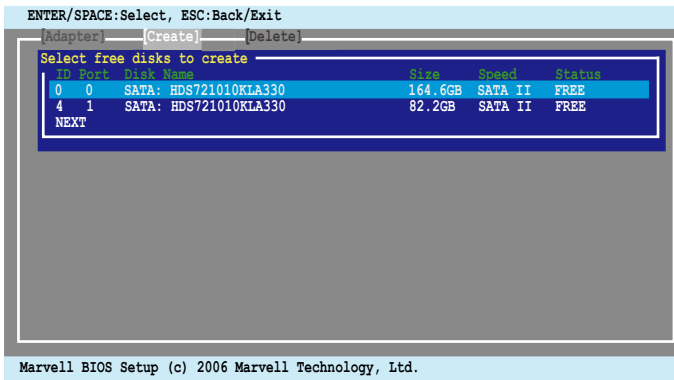 ENTER/SPACE:Select, ESC:Back/Exit
[Adapter] [Create] [Delete]
Select free disks to create
ID Port Disk Name Size Speed Status
0 0 SATA: HDS721010KLA330 164.6GB SATA II FREE
4 1 SATA: HDS721010KLA330 82.2GB SATA II FREE
NEXT
Marvell BIOS Setup (c) 2006 Marvell Technology, Ltd.